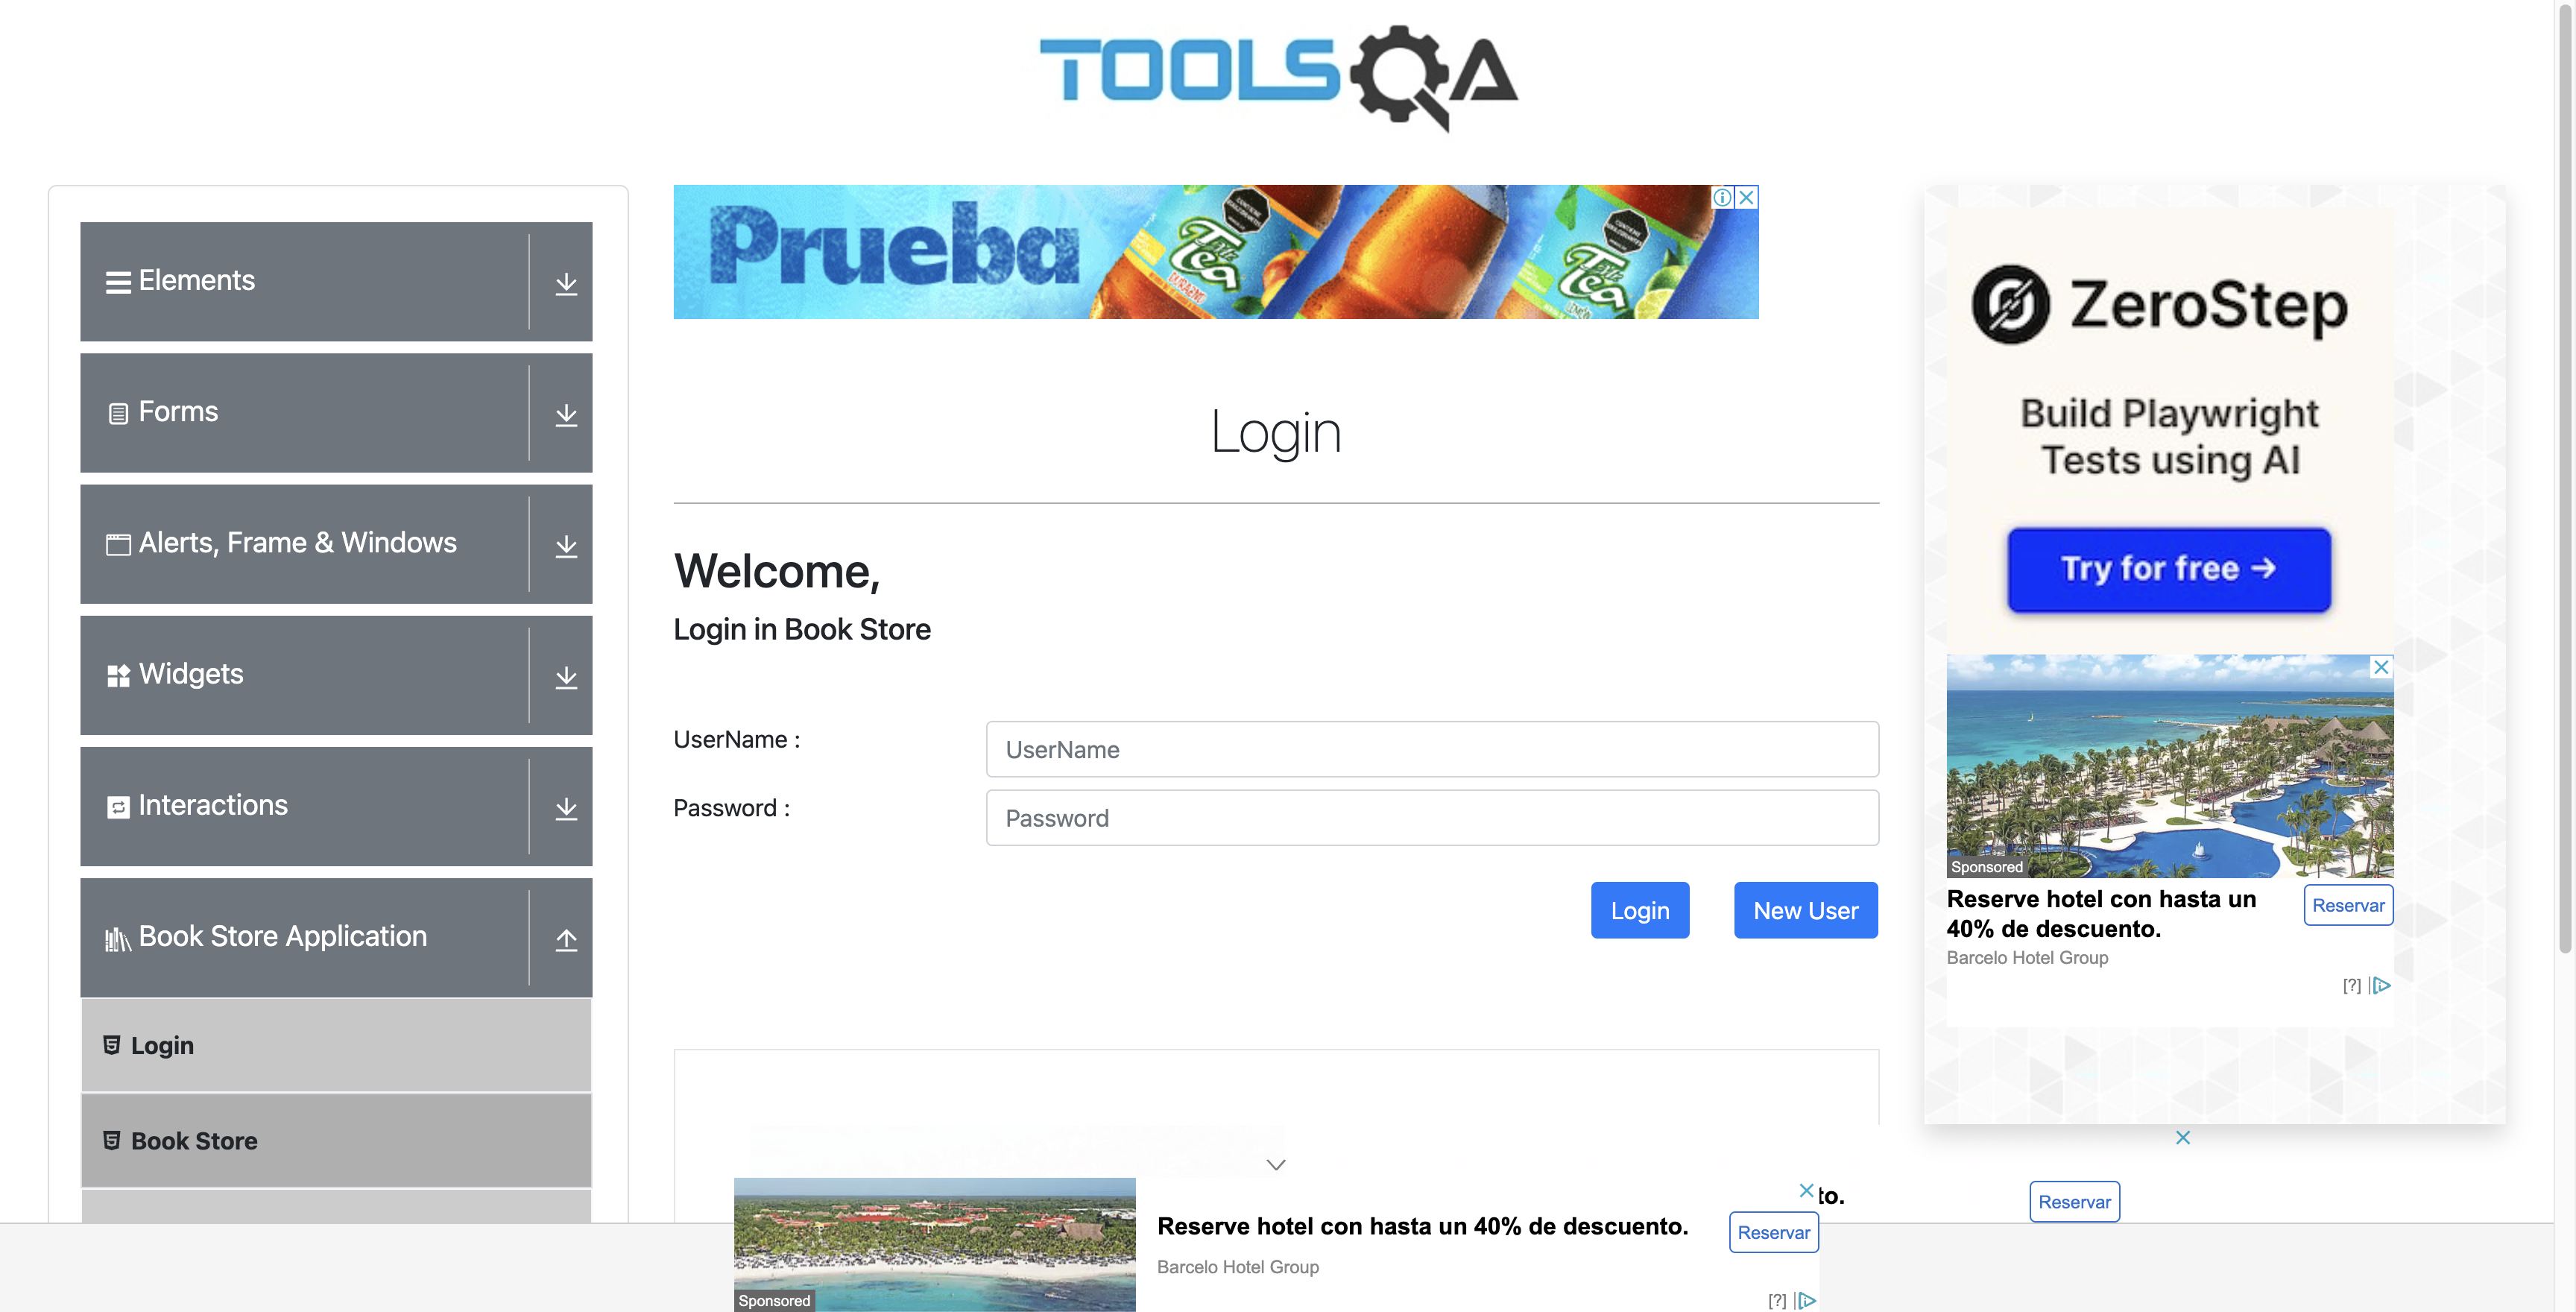 TOOLSQA
Elements
Forms
Alerts, Frame & Windows
Widgets
Interactions
Book Store Application
Login
Book Store
Prueba
Tea
DURAZNO
Tea
Login
Welcome,
Login in Book Store
UserName :
UserName
Password :
Password
Login
New User
ZeroStep
Build Playwright
Tests using AI
Try for free →
Sponsored
Reserve hotel con hasta un
40% de descuento.
Reservar
Barcelo Hotel Group
[?]
to.
Reservar
Reserve hotel con hasta un 40% de descuento.
Reservar
Barcelo Hotel Group
Sponsored
[?]